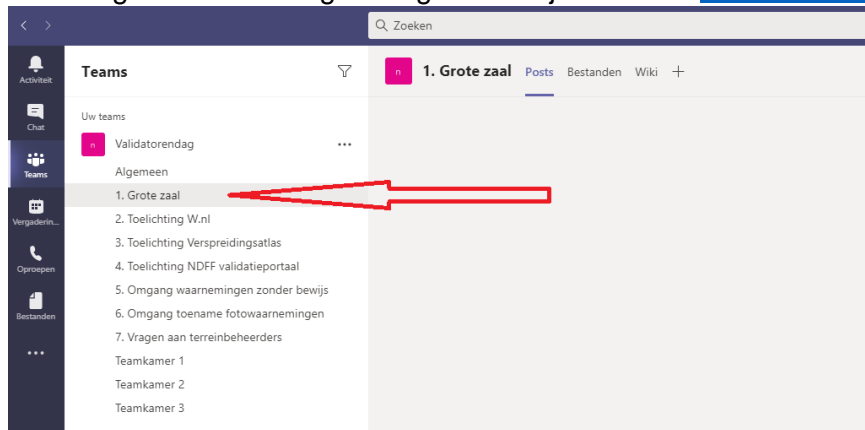 Zoeken
Activiteit
Chat
Teams
Vergaderin...
Oproepen
Bestanden
Teams
Uw teams
n Validatorendag
Algemeen
1. Grote zaal
2. Toelichting W.nl
3. Toelichting Verspreidingsatlas
4. Toelichting NDFF validatieportaal
5. Omgang waarnemingen zonder bewijs
6. Omgang toename fotowaarnemingen
7. Vragen aan terreinbeheerders
Teamkamer 1
Teamkamer 2
Teamkamer 3
n 1. Grote zaal Posts Bestanden Wiki